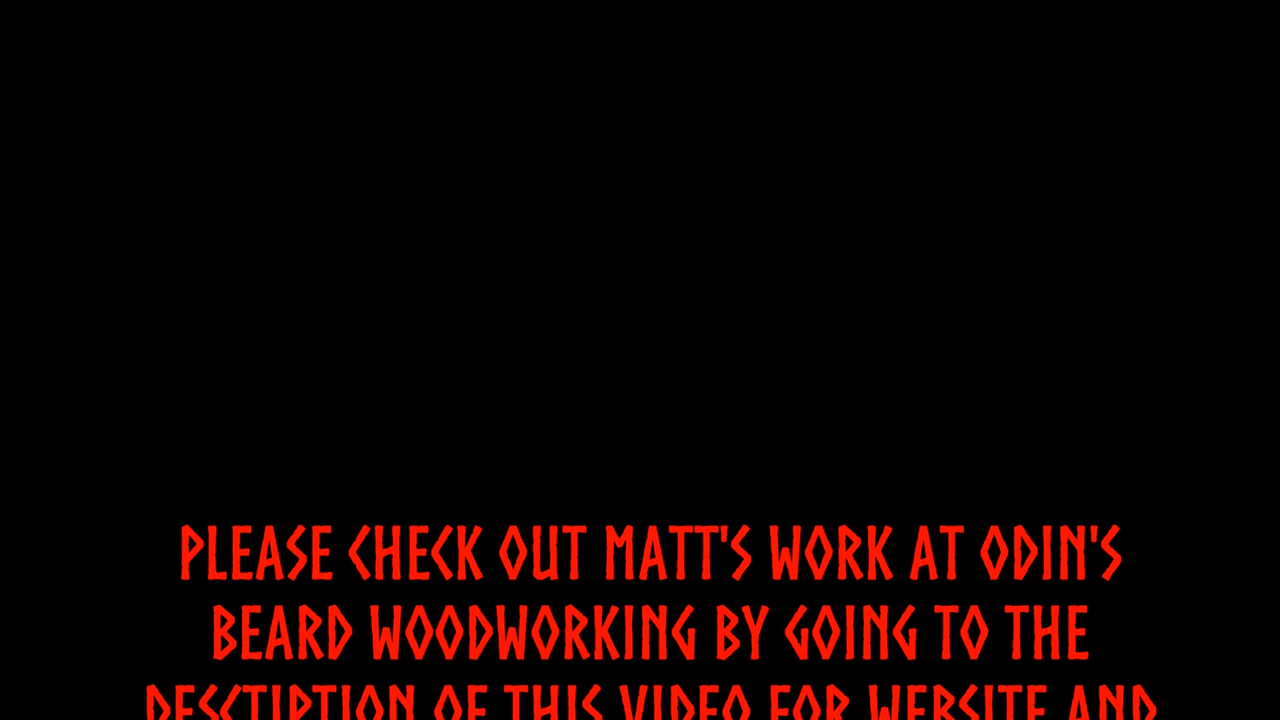 PLEASE CHECK OUT MATT'S WORK AT ODIN'S
BEARD WOODWORKING BY GOING TO THE
DESCTIPTION OF THIS VIDEO FOR WEBSITE AND